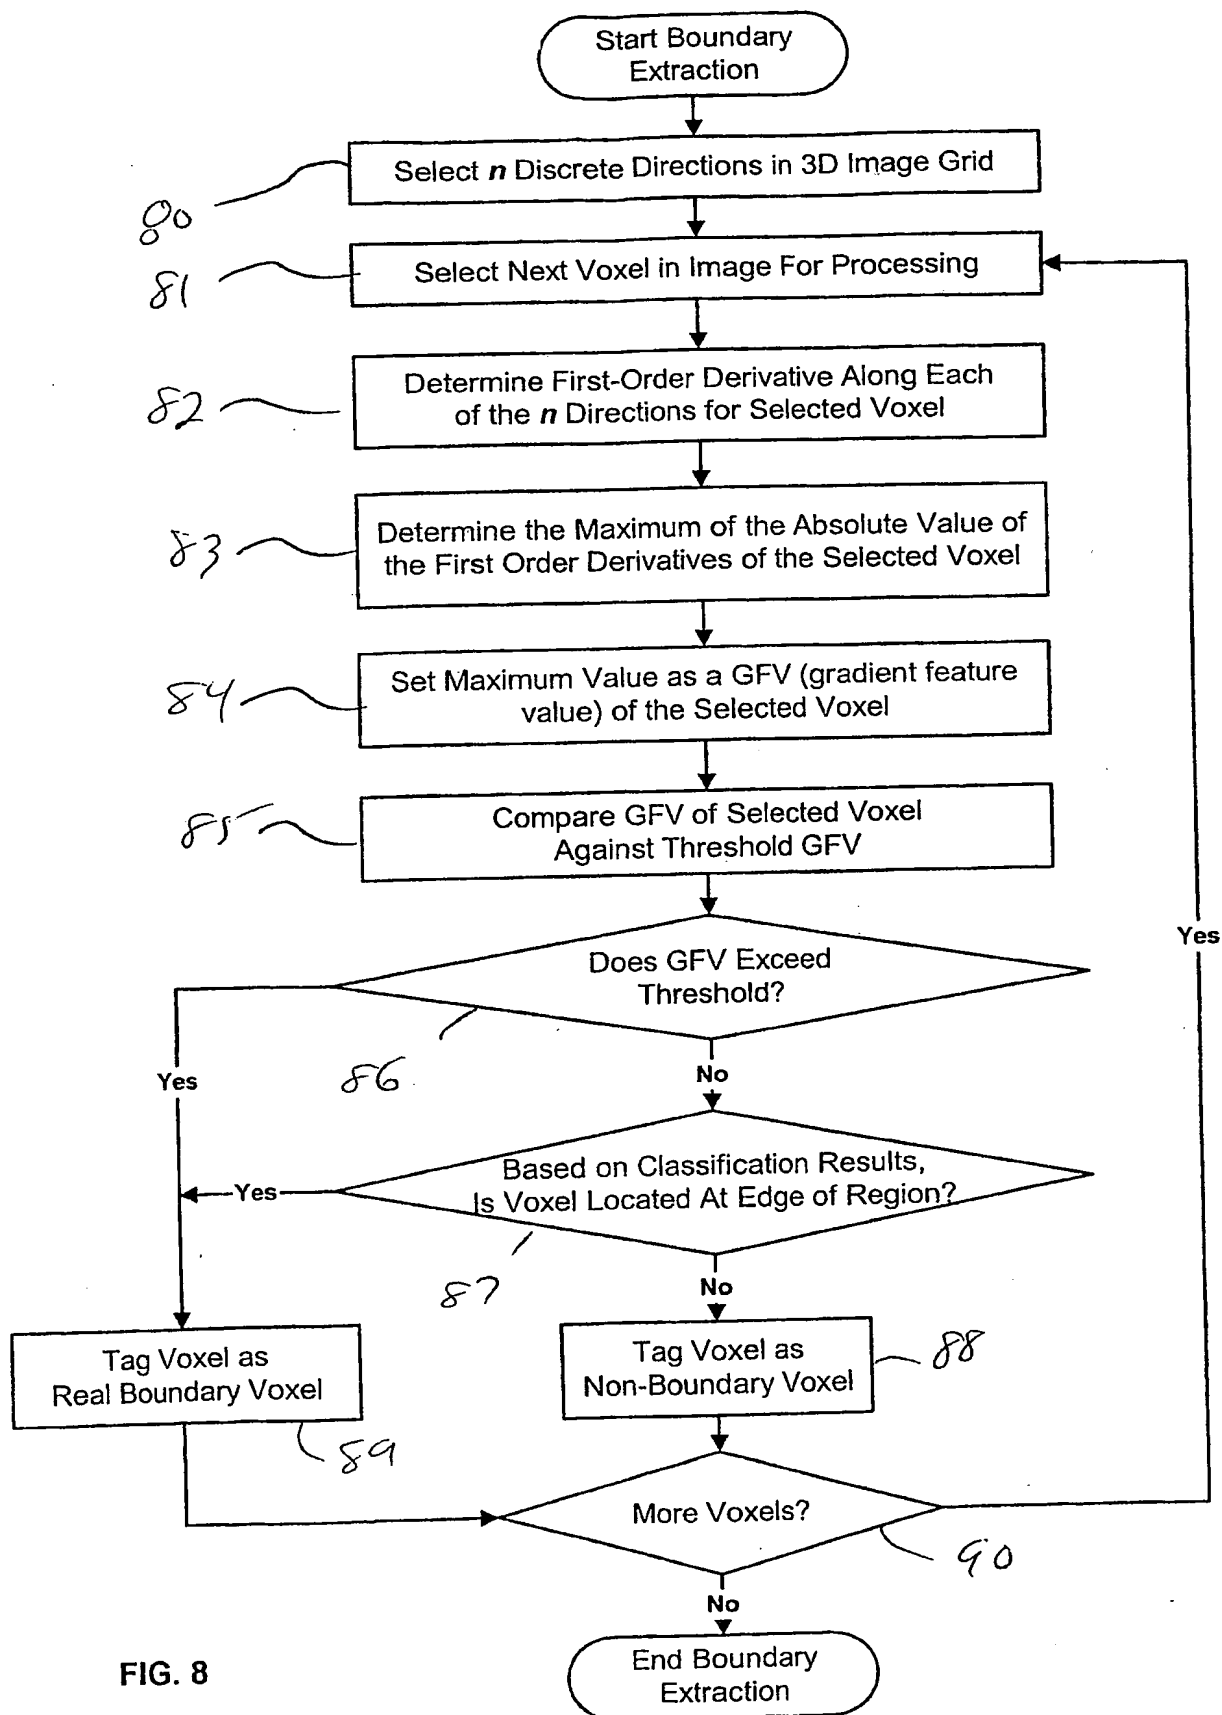 Start Boundary
Extraction
Select n Discrete Directions in 3D Image Grid
80
Select Next Voxel in Image For Processing
81
Determine First-Order Derivative Along Each
of the n Directions for Selected Voxel
82
Determine the Maximum of the Absolute Value of
the First Order Derivatives of the Selected Voxel
83
Set Maximum Value as a GFV (gradient feature
value) of the Selected Voxel
84
Compare GFV of Selected Voxel
Against Threshold GFV
85
Yes
Does GFV Exceed
Threshold?
86
Yes
No
Based on Classification Results,
Is Voxel Located At Edge of Region?
Yes
87
No
Tag Voxel as
Real Boundary Voxel
89
Tag Voxel as
Non-Boundary Voxel
88
More Voxels?
90
No
End Boundary
Extraction
FIG. 8